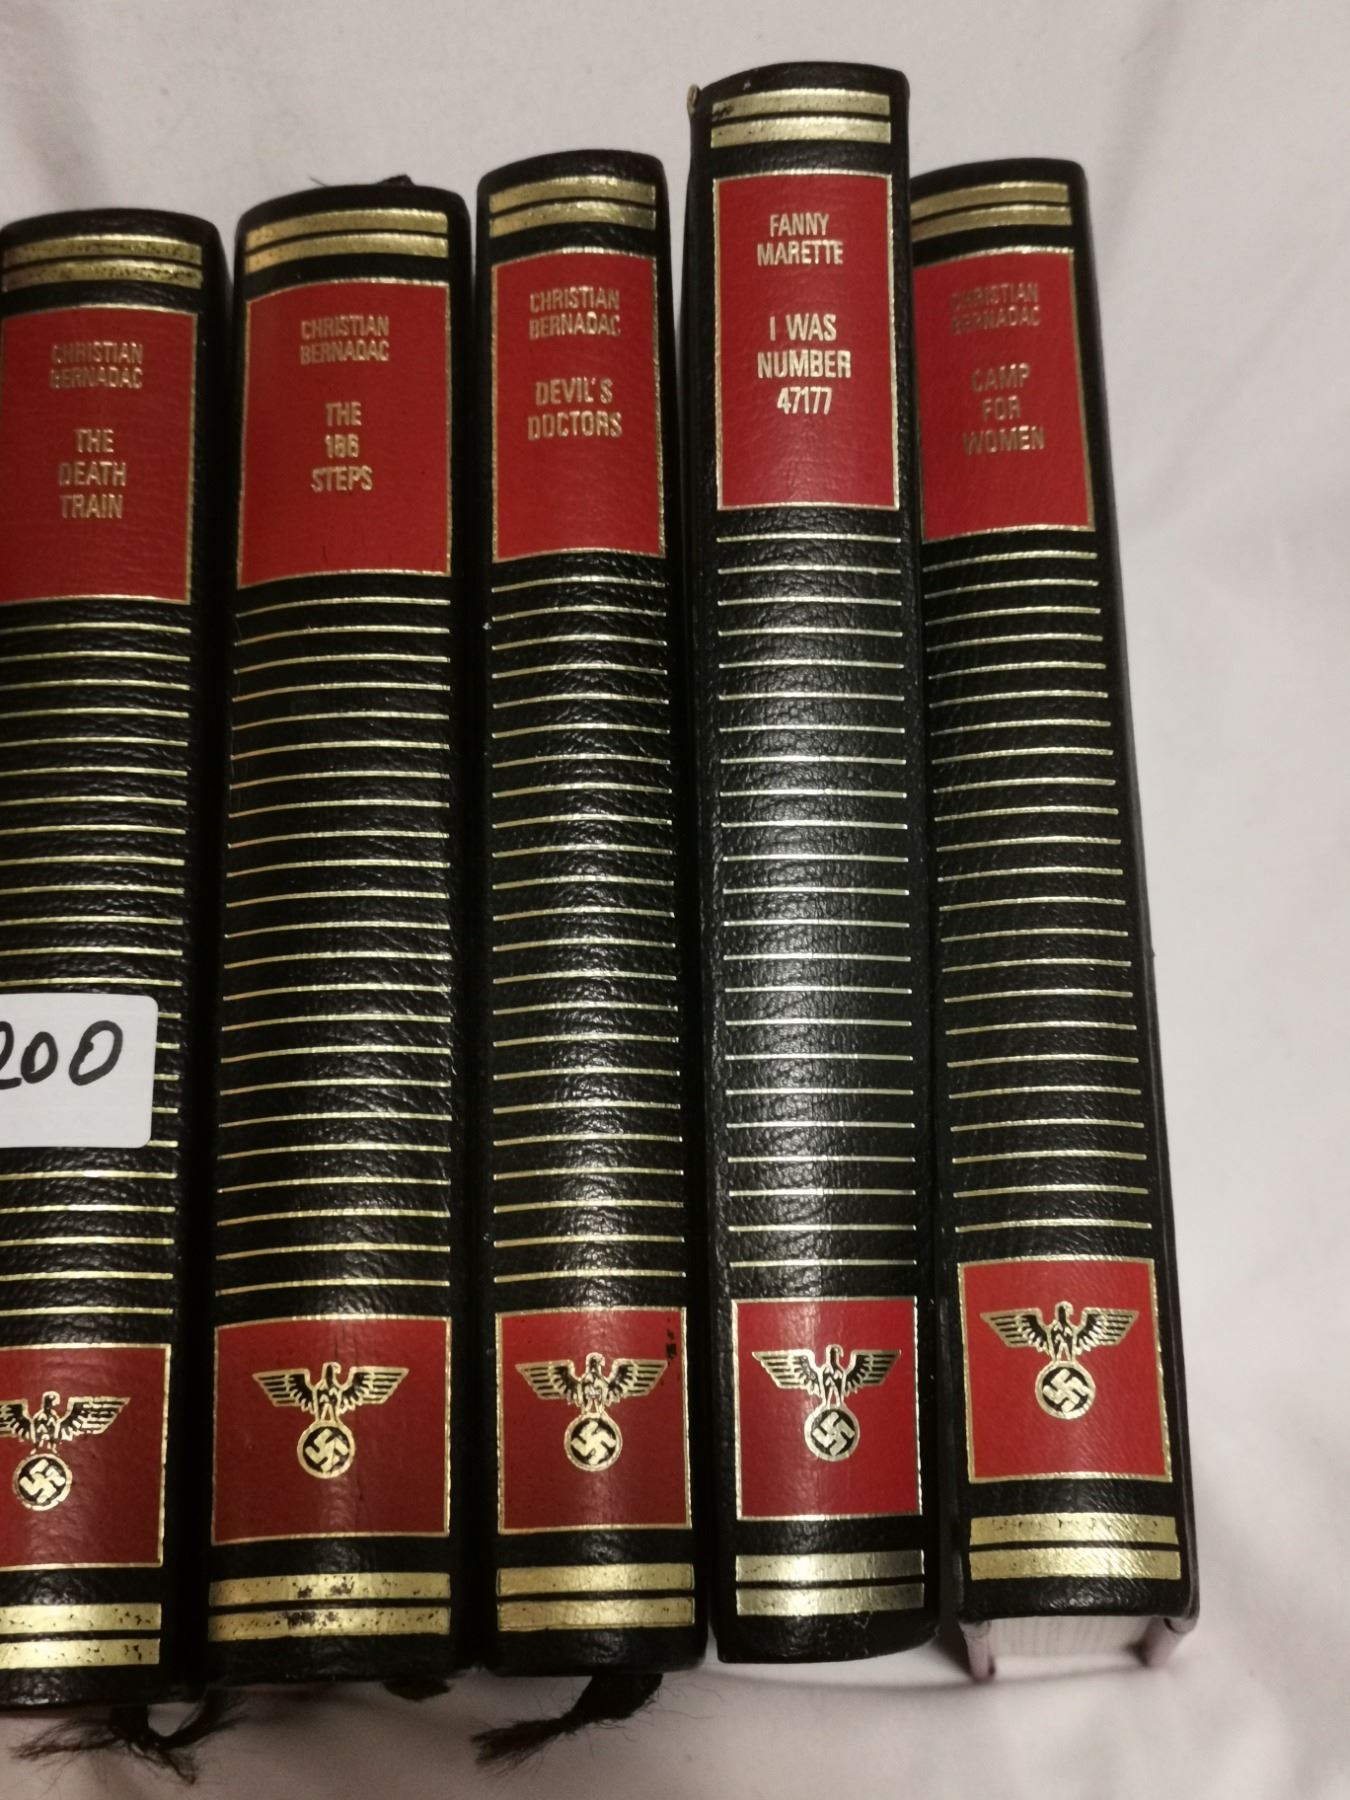 CHRISTIAN
BERNADAC
THE
DEATH
TRAIN
200
CHRISTIAN
BERNADAC
THE
186
STEPS
CHRISTIAN
BERNADAC
DEVIL'S
DOCTORS
FANNY
MARETTE
I WAS
NUMBER
47177
CHRISTIAN
BERNADAC
CAMP
FOR
WOMEN